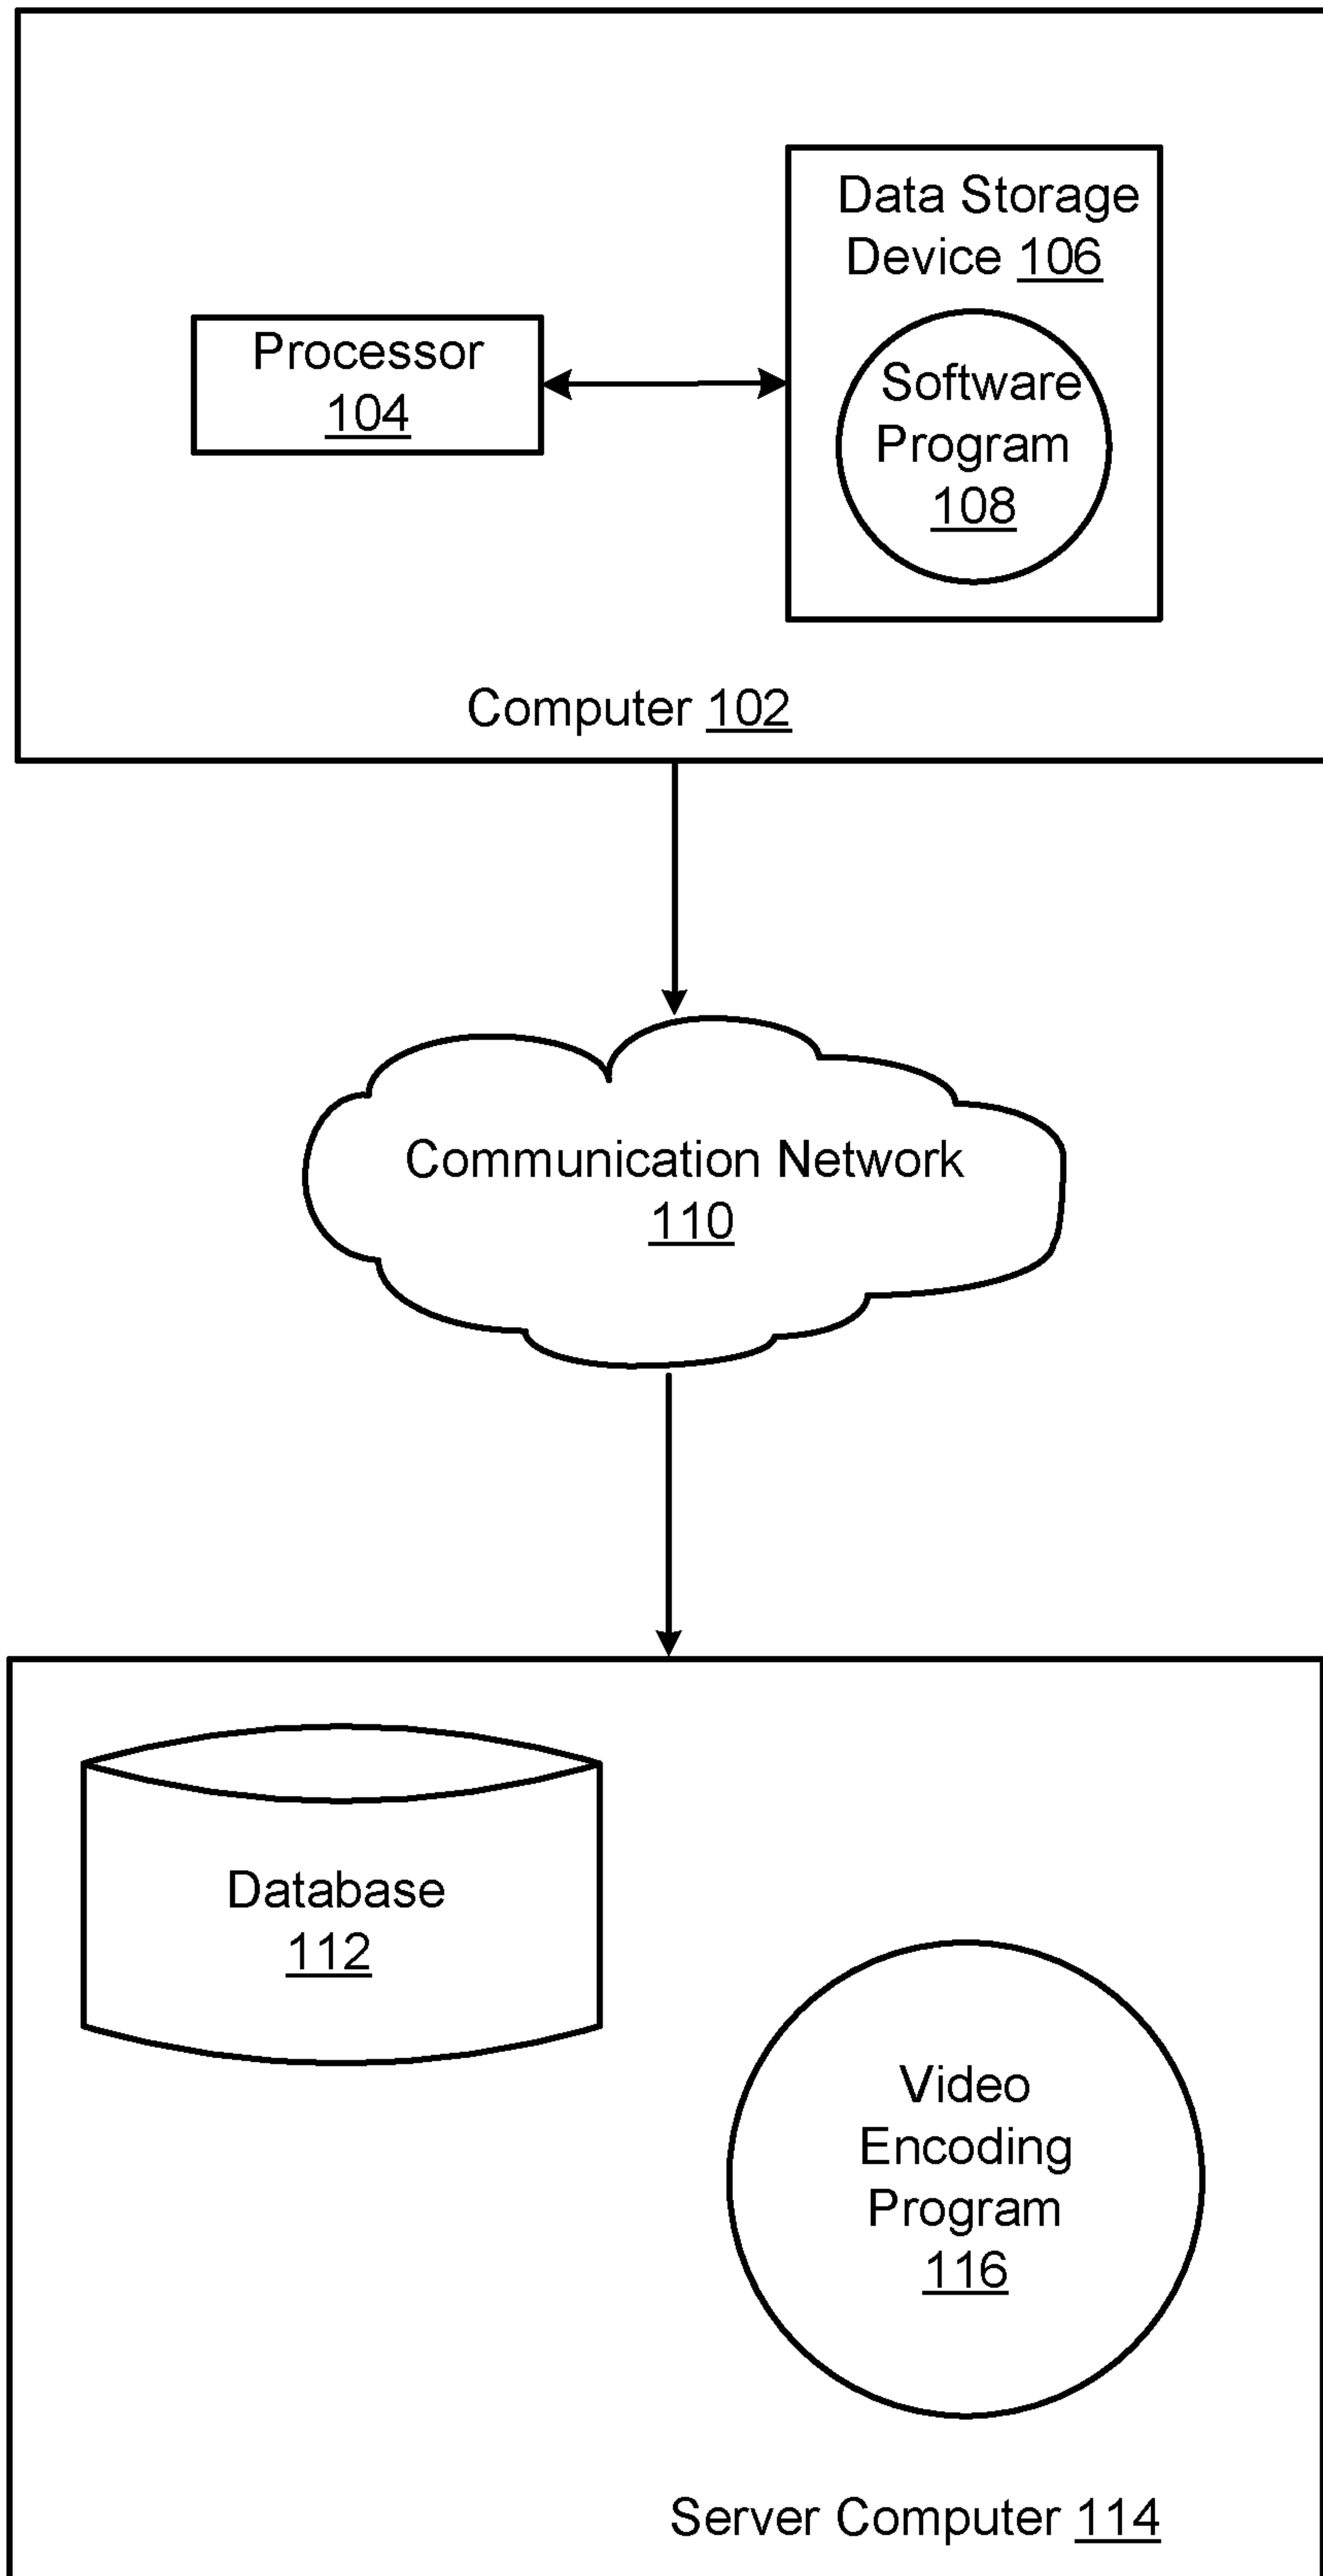 Data Storage
Device 106
Processor
104
Software
Program
108
Computer 102
Communication Network
110
Database
112
Video
Encoding
Program
116
Server Computer 114